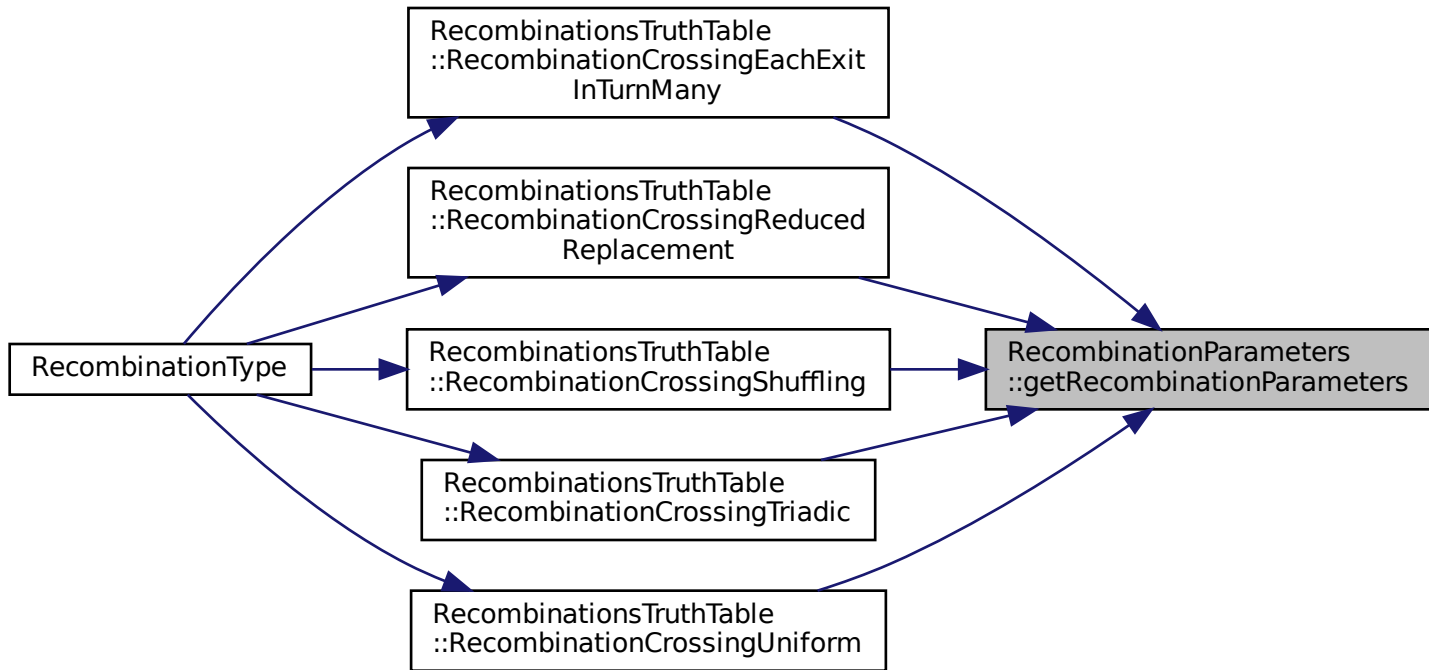 RecombinationsTruthTable
::RecombinationCrossingEachExit
InTurnMany
RecombinationsTruthTable
::RecombinationCrossingReduced
Replacement
RecombinationType
RecombinationsTruthTable
::RecombinationCrossingShuffling
RecombinationParameters
::getRecombinationParameters
RecombinationsTruthTable
::RecombinationCrossingTriadic
RecombinationsTruthTable
::RecombinationCrossingUniform